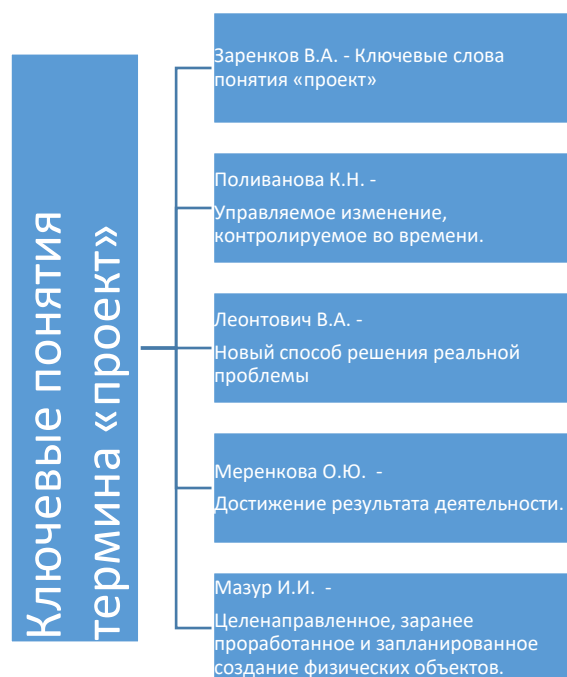 Ключевые понятия
термина «проект»
Заренков В.А. - Ключевые слова
понятия «проект»
Поливанова К.Н. -
Управляемое изменение,
контролируемое во времени.
Леонтович В.А. -
Новый способ решения реальной
проблемы
Меренкова О.Ю.  -
Достижение результата деятельности.
Мазур И.И.  -
Целенаправленное, заранее
проработанное и запланированное
создание физических объектов.